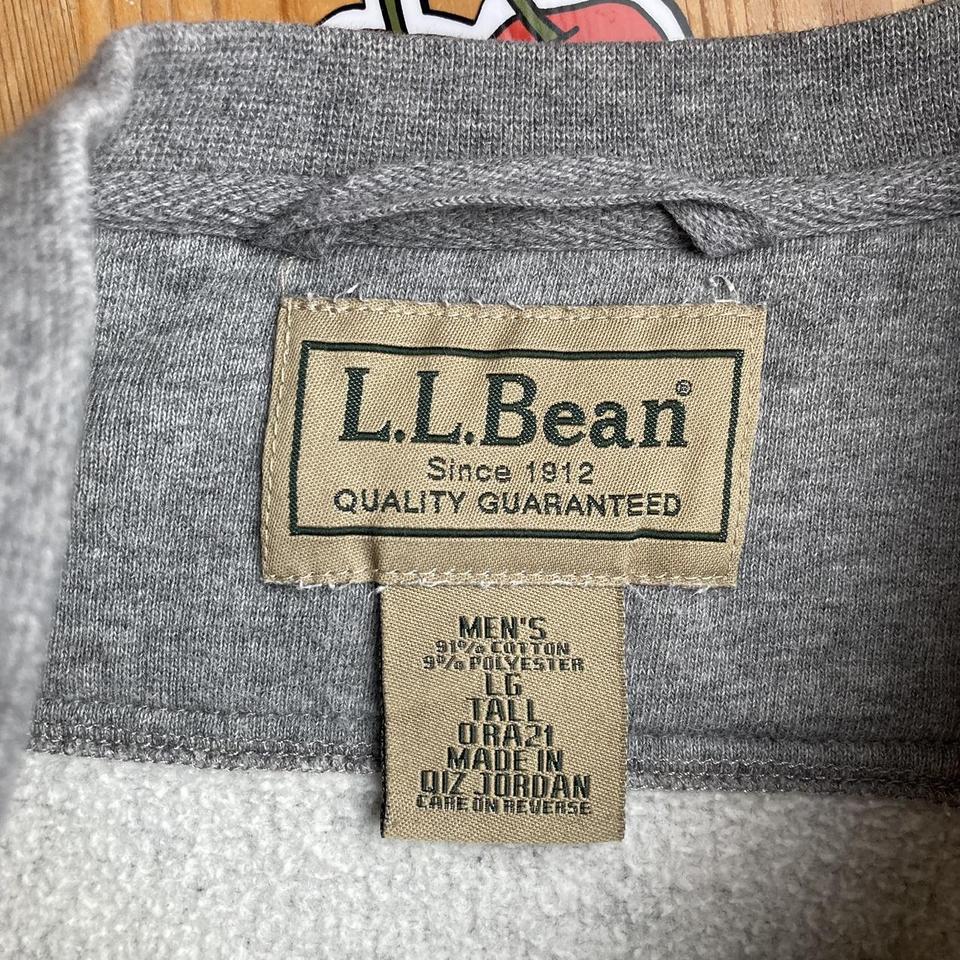 L.L.Bean®
Since 1912
QUALITY GUARANTEED
MEN'S
91% COTTON
9% POLYESTER
LG
TALL
0RA21
MADE IN
QIZ JORDAN
CARE ON REVERSE